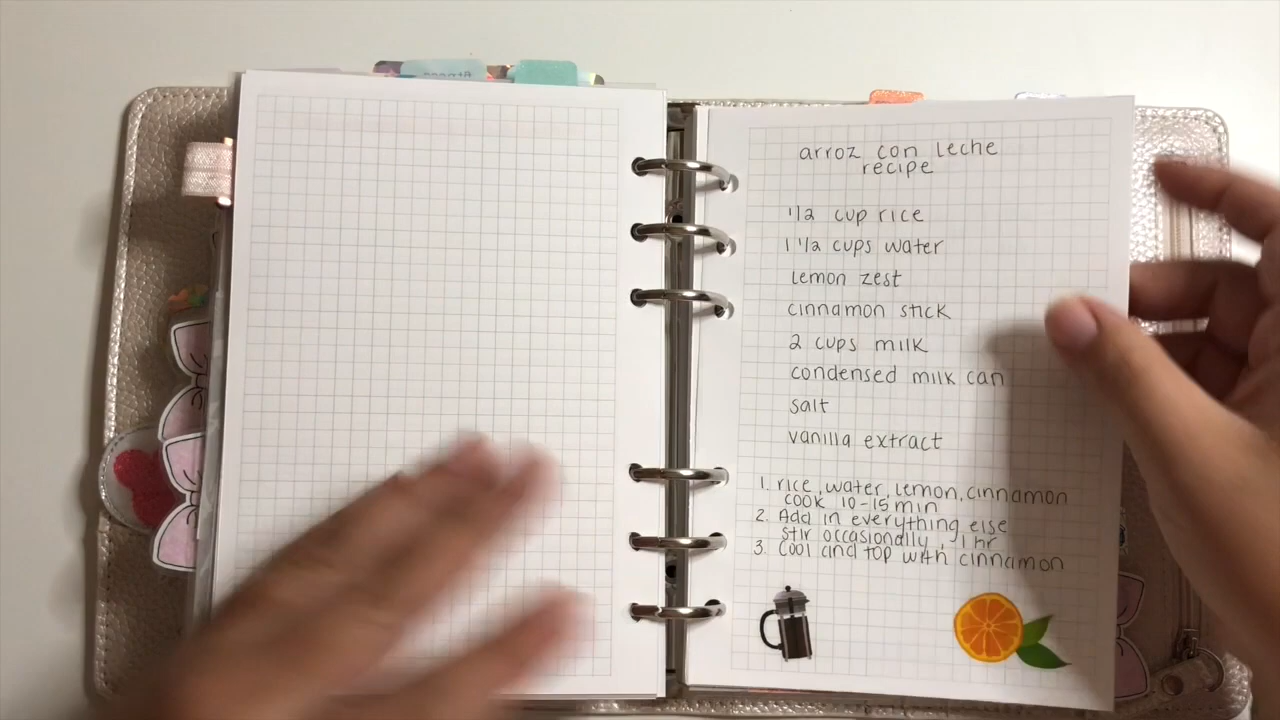 arroz con leche
recipe
1/2 cup rice
1 1/2 cups water
lemon zest
cinnamon stick
2 cups milk
condensed milk can
salt
vanilla extract
1. rice, water, lemon, cinnamon
cook 10-15 min
2. Add in everything else
stir occasionally, 1 hr
3. Cool and top with cinnamon